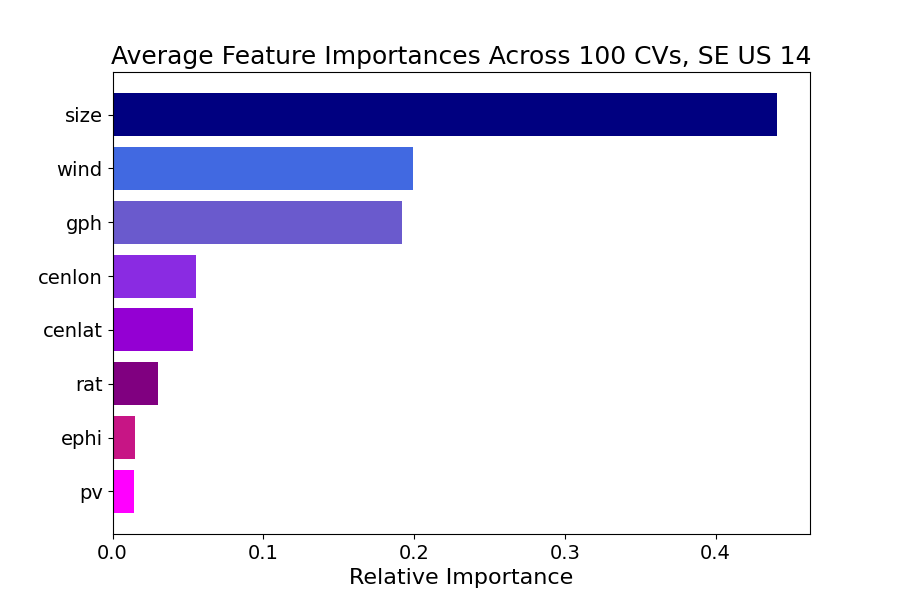 Average Feature Importances Across 100 CVs, SE US 14
size
wind
gph
cenlon
cenlat
rat
ephi
pv
0.0 0.1 0.2 0.3 0.4
Relative Importance